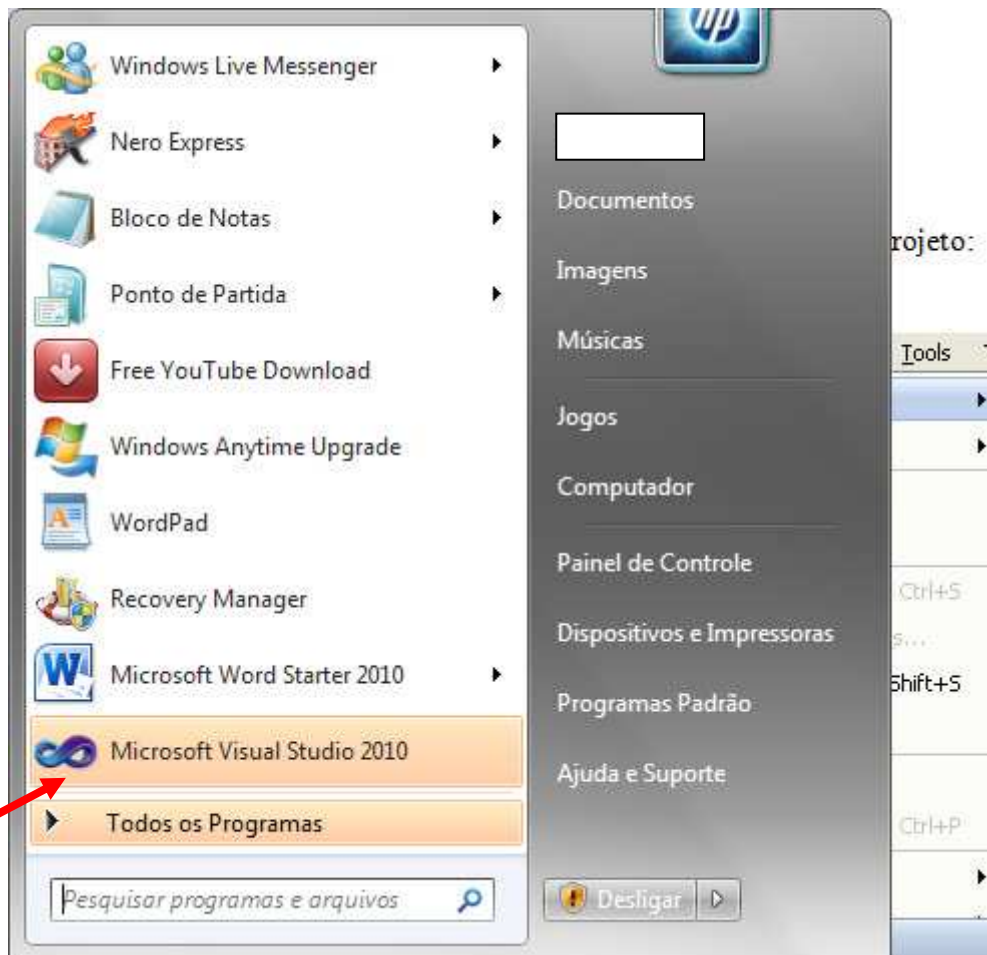 hp
Windows Live Messenger
Nero Express
Bloco de Notas
Ponto de Partida
Free YouTube Download
Windows Anytime Upgrade
WordPad
Recovery Manager
Microsoft Word Starter 2010
Microsoft Visual Studio 2010
Todos os Programas
Pesquisar programas e arquivos
Documentos
Imagens
Músicas
Jogos
Computador
Painel de Controle
Dispositivos e Impressoras
Programas Padrão
Ajuda e Suporte
Desligar
rojeto:
Tools
Ctrl+S
s...
Shift+S
Ctrl+P